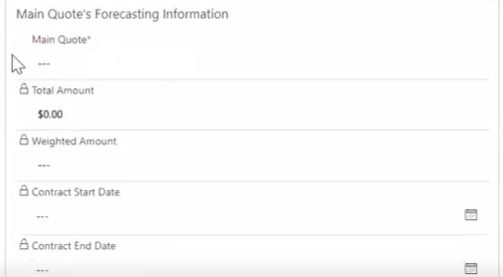 Main Quote's Forecasting Information
Main Quote*
---
Total Amount
$0.00
Weighted Amount
---
Contract Start Date
---
Contract End Date
---